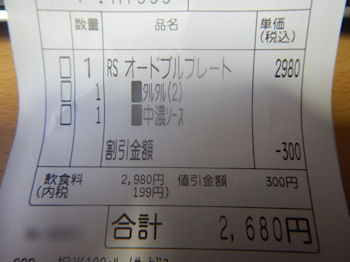 数量 品名 単価
(税込)
1 RS オードブルプレート 2980
1 タルタル(2)
1 中濃ソース
割引金額 -300
飲食料 2,980円 値引金額 300円
(内税 199円)
合計 2,680円